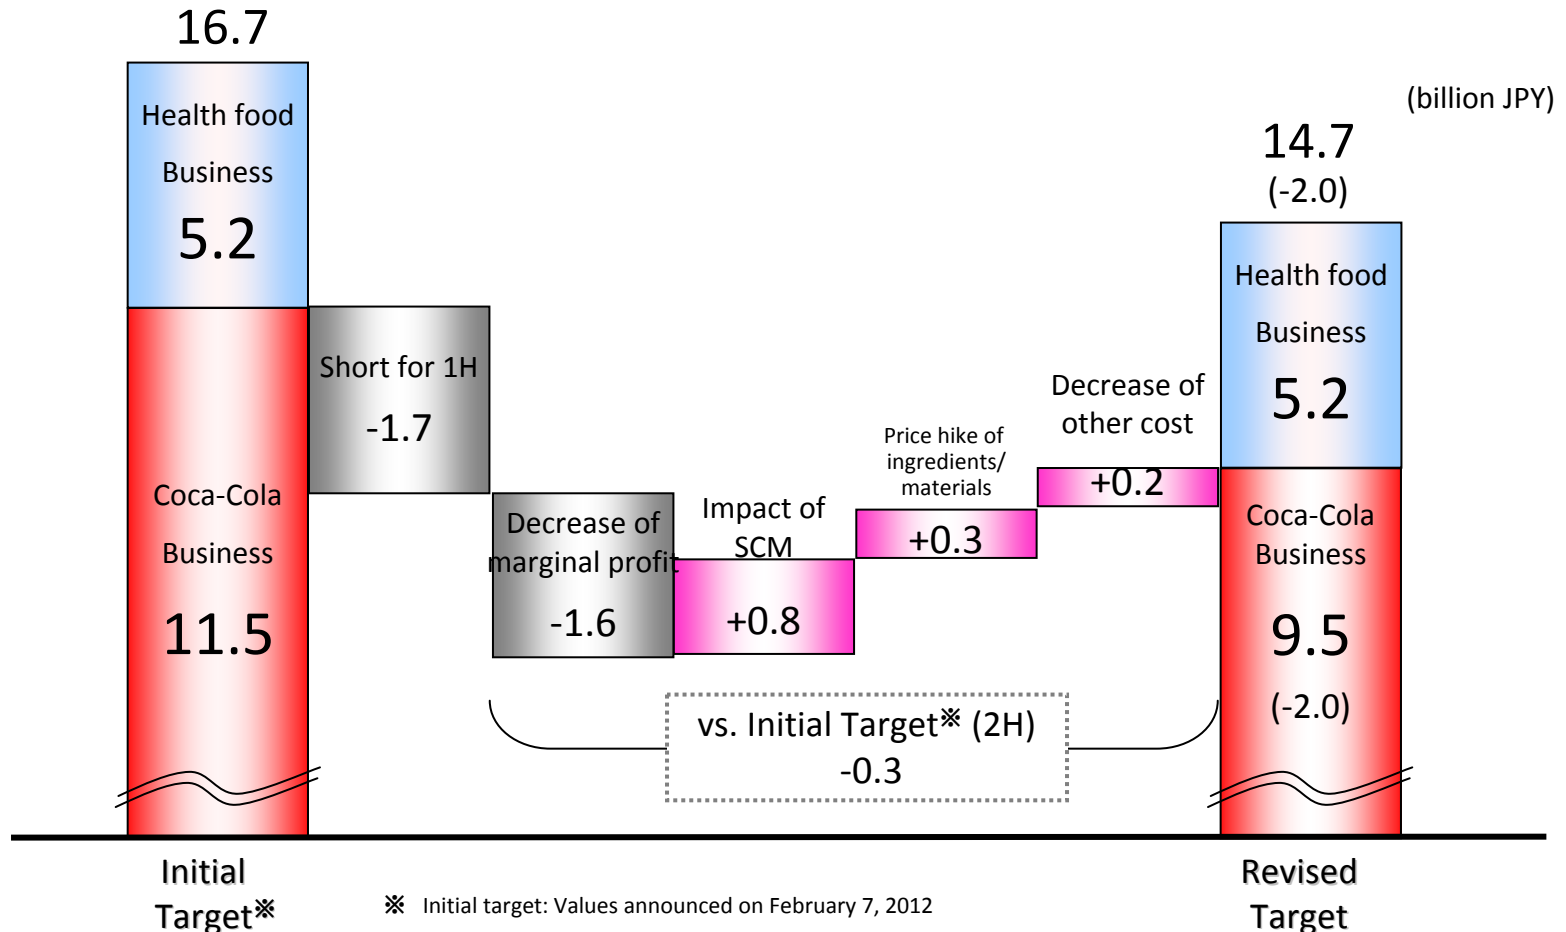 16.7
Health food
Business
5.2
Coca-Cola
Business
11.5
Short for 1H
-1.7
Decrease of
marginal profit
-1.6
Impact of
SCM
+0.8
Price hike of
ingredients/
materials
+0.3
Decrease of
other cost
+0.2
(billion JPY)
14.7
(-2.0)
Health food
Business
5.2
Coca-Cola
Business
9.5
(-2.0)
vs. Initial Target※ (2H)
-0.3
Initial
Target※
Revised
Target
※ Initial target: Values announced on February 7, 2012